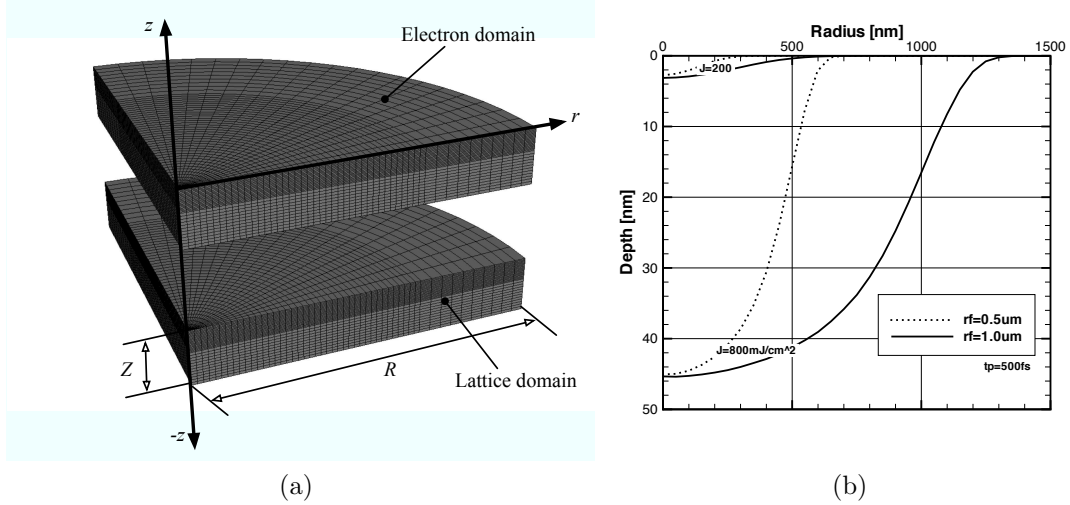 z
Electron domain
r
Z
R
Lattice domain
-z
(a)
Radius [nm]
0 500 1000 1500
Depth [nm]
0
10
20
30
40
50
J=200
J=800mJ/cm^2
rf=0.5um
rf=1.0um
tp=500fs
(b)